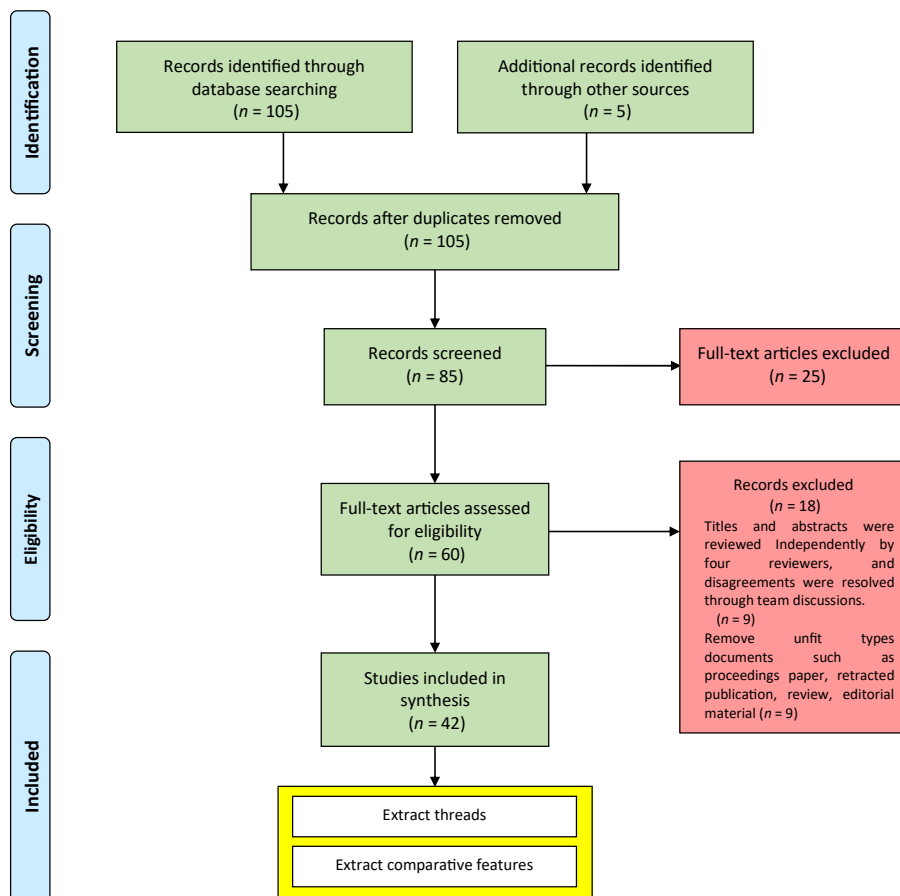 Identification
Records identified through
database searching
(n = 105)
Additional records identified
through other sources
(n = 5)
Records after duplicates removed
(n = 105)
Screening
Records screened
(n = 85)
Full-text articles excluded
(n = 25)
Eligibility
Full-text articles assessed
for eligibility
(n = 60)
Records excluded
(n = 18)
Titles and abstracts were
reviewed Independently by
four reviewers, and
disagreements were resolved
through team discussions.
(n = 9)
Remove unfit types
documents such as
proceedings paper, retracted
publication, review, editorial
material (n = 9)
Included
Studies included in
synthesis
(n = 42)
Extract threads
Extract comparative features